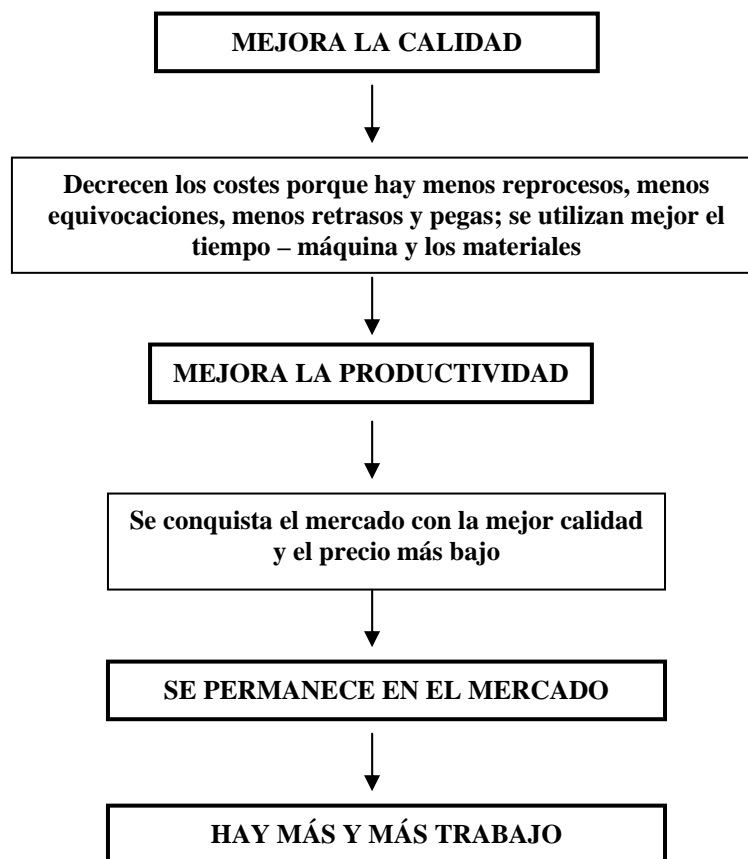 MEJORA LA CALIDAD
Decrecen los costes porque hay menos reprocesos, menos
equivocaciones, menos retrasos y pegas; se utilizan mejor el
tiempo – máquina y los materiales
MEJORA LA PRODUCTIVIDAD
Se conquista el mercado con la mejor calidad
y el precio más bajo
SE PERMANECE EN EL MERCADO
HAY MÁS Y MÁS TRABAJO